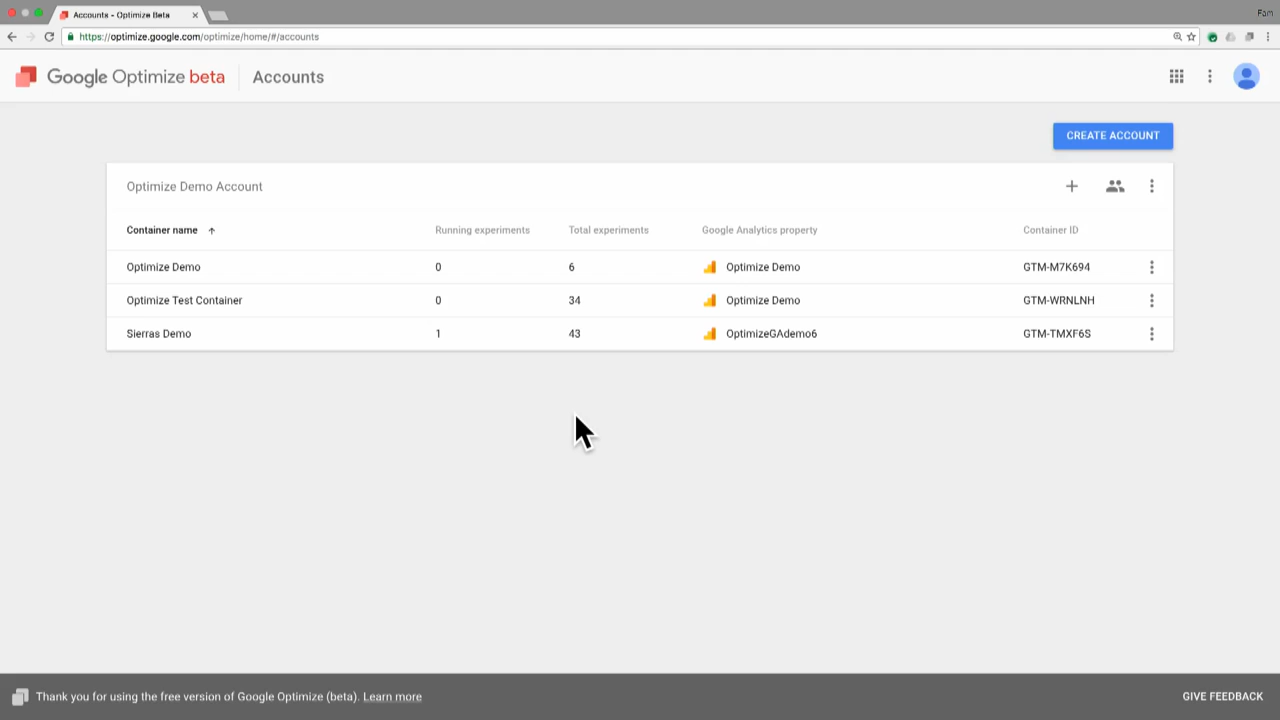 Accounts - Optimize Beta
Pam
https://optimize.google.com/optimize/home/#/accounts
Google Optimize beta Accounts
CREATE ACCOUNT
Optimize Demo Account
Container name Running experiments Total experiments Google Analytics property Container ID
Optimize Demo 0 6 Optimize Demo GTM-M7K694
Optimize Test Container 0 34 Optimize Demo GTM-WRNLNH
Sierras Demo 1 43 OptimizeGAdemo6 GTM-TMXF6S
Thank you for using the free version of Google Optimize (beta). Learn more GIVE FEEDBACK